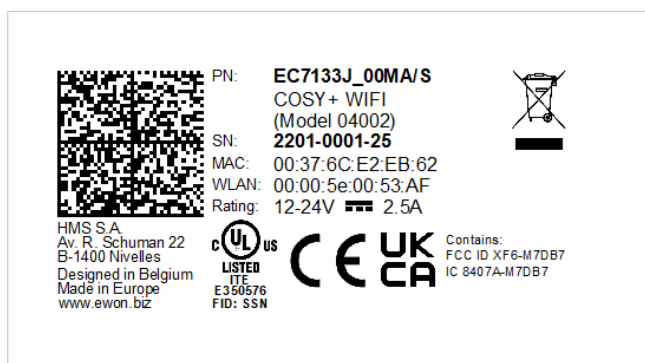 PN: EC7133J_00MA/S
COSY+ WIFI
(Model 04002)
SN: 2201-0001-25
MAC: 00:37:6C:E2:EB:62
WLAN: 00:00:5e:00:53:AF
Rating: 12-24V 2.5A
HMS S.A.
Av. R. Schuman 22
B-1400 Nivelles
Designed in Belgium
Made in Europe
www.ewon.biz
C UL US
LISTED
ITE
E350576
FID: SSN
CE
UK
CA
Contains:
FCC ID XF6-M7DB7
IC 8407A-M7DB7